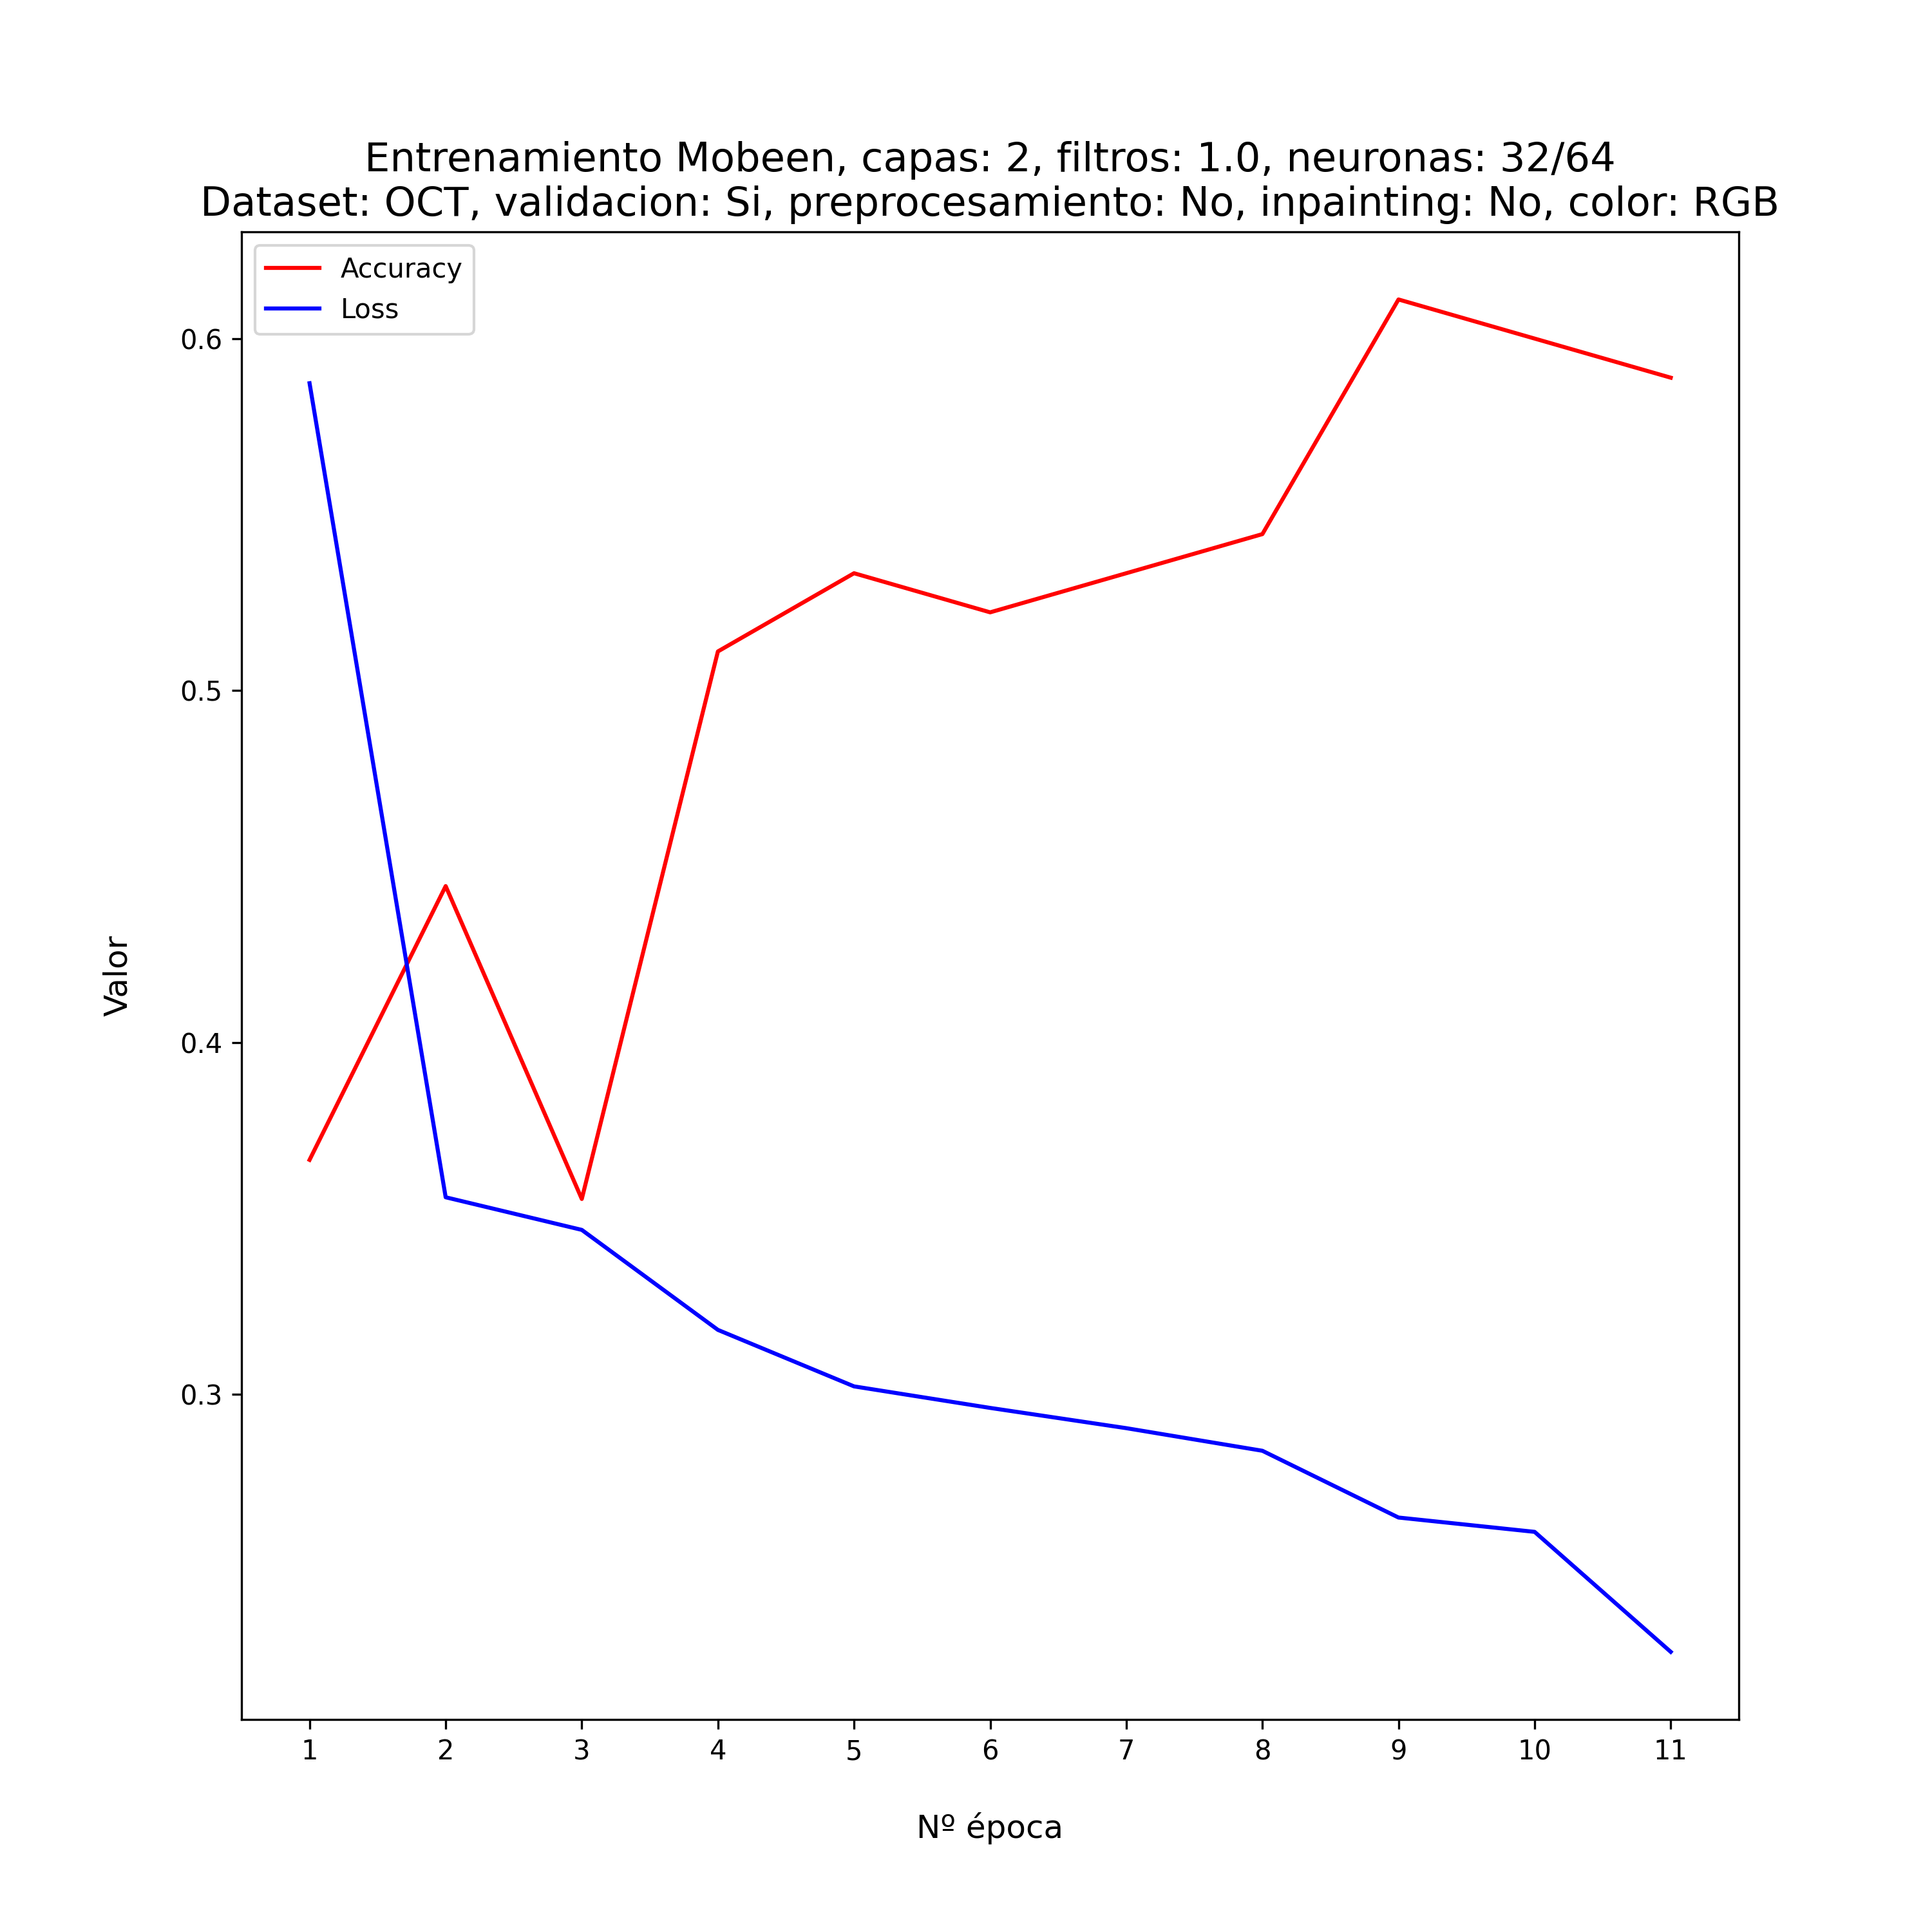 Entrenamiento Mobeen, capas: 2, filtros: 1.0, neuronas: 32/64
Dataset: OCT, validacion: Si, preprocesamiento: No, inpainting: No, color: RGB
Accuracy
Loss
0.6
0.5
0.4
0.3
Valor
1 2 3 4 5 6 7 8 9 10 11
Nº época